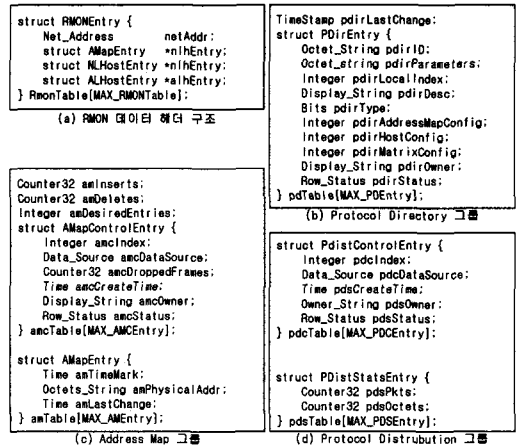 struct RMONEntry {
Net_Address netAddr;
struct AMapEntry *nlhEntry;
struct NLHostEntry *nlhEntry;
struct ALHostEntry *alhEntry;
} RmonTable[MAX_RMONTable];
(a) RMON 데이터 헤더 구조
TimeStamp pdirLastChange;
struct PDirEntry {
Octet_String pdirID;
Octet_string pdirParameters;
Integer pdirLocalIndex;
Display_String pdirDesc;
Bits pdirType;
Integer pdirAddressMapConfig;
Integer pdirHostConfig;
Integer pdirMatrixConfig;
Display_String pdirOwner;
Row_Status pdirStatus;
} pdTable[MAX_PDEntry];
(b) Protocol Directory 그룹
Counter32 amInserts;
Counter32 amDeletes;
Integer amDesiredEntries;
struct AMapControlEntry {
Integer amcIndex;
Data_Source amcDataSource;
Counter32 amcDroppedFrames;
Time amcCreateTime;
Display_String amcOwner;
Row_Status amcStatus;
} amcTable[MAX_AMCEntry];
struct AMapEntry {
Time amTimeMark;
Octets_String amPhysicalAddr;
Time amLastChange;
} amTable[MAX_AMEntry];
(c) Address Map 그룹
struct PdistControlEntry {
Integer pdcIndex;
Data_Source pdcDataSource;
Time pdsCreateTime;
Owner_String pdsOwner;
Row_Status pdsStatus;
} pdcTable[MAX_PDCEntry];
struct PDistStatsEntry {
Counter32 pdsPkts;
Counter32 pdsOctets;
} pdsTable[MAX_PDSEntry];
(d) Protocol Distrubution 그룹